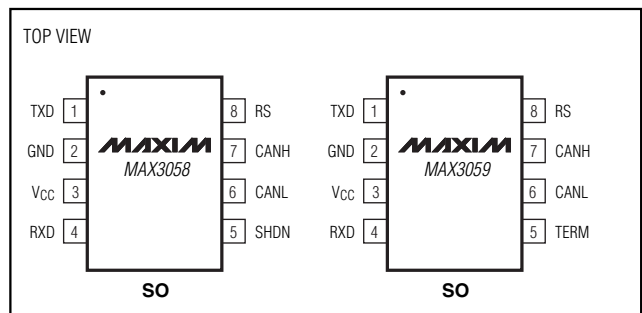 TOP VIEW
TXD 1 8 RS TXD 1 8 RS
GND 2 MAXIM 7 CANH GND 2 MAXIM 7 CANH
MAX3058 MAX3059
VCC 3 6 CANL VCC 3 6 CANL
RXD 4 5 SHDN RXD 4 5 TERM
SO SO